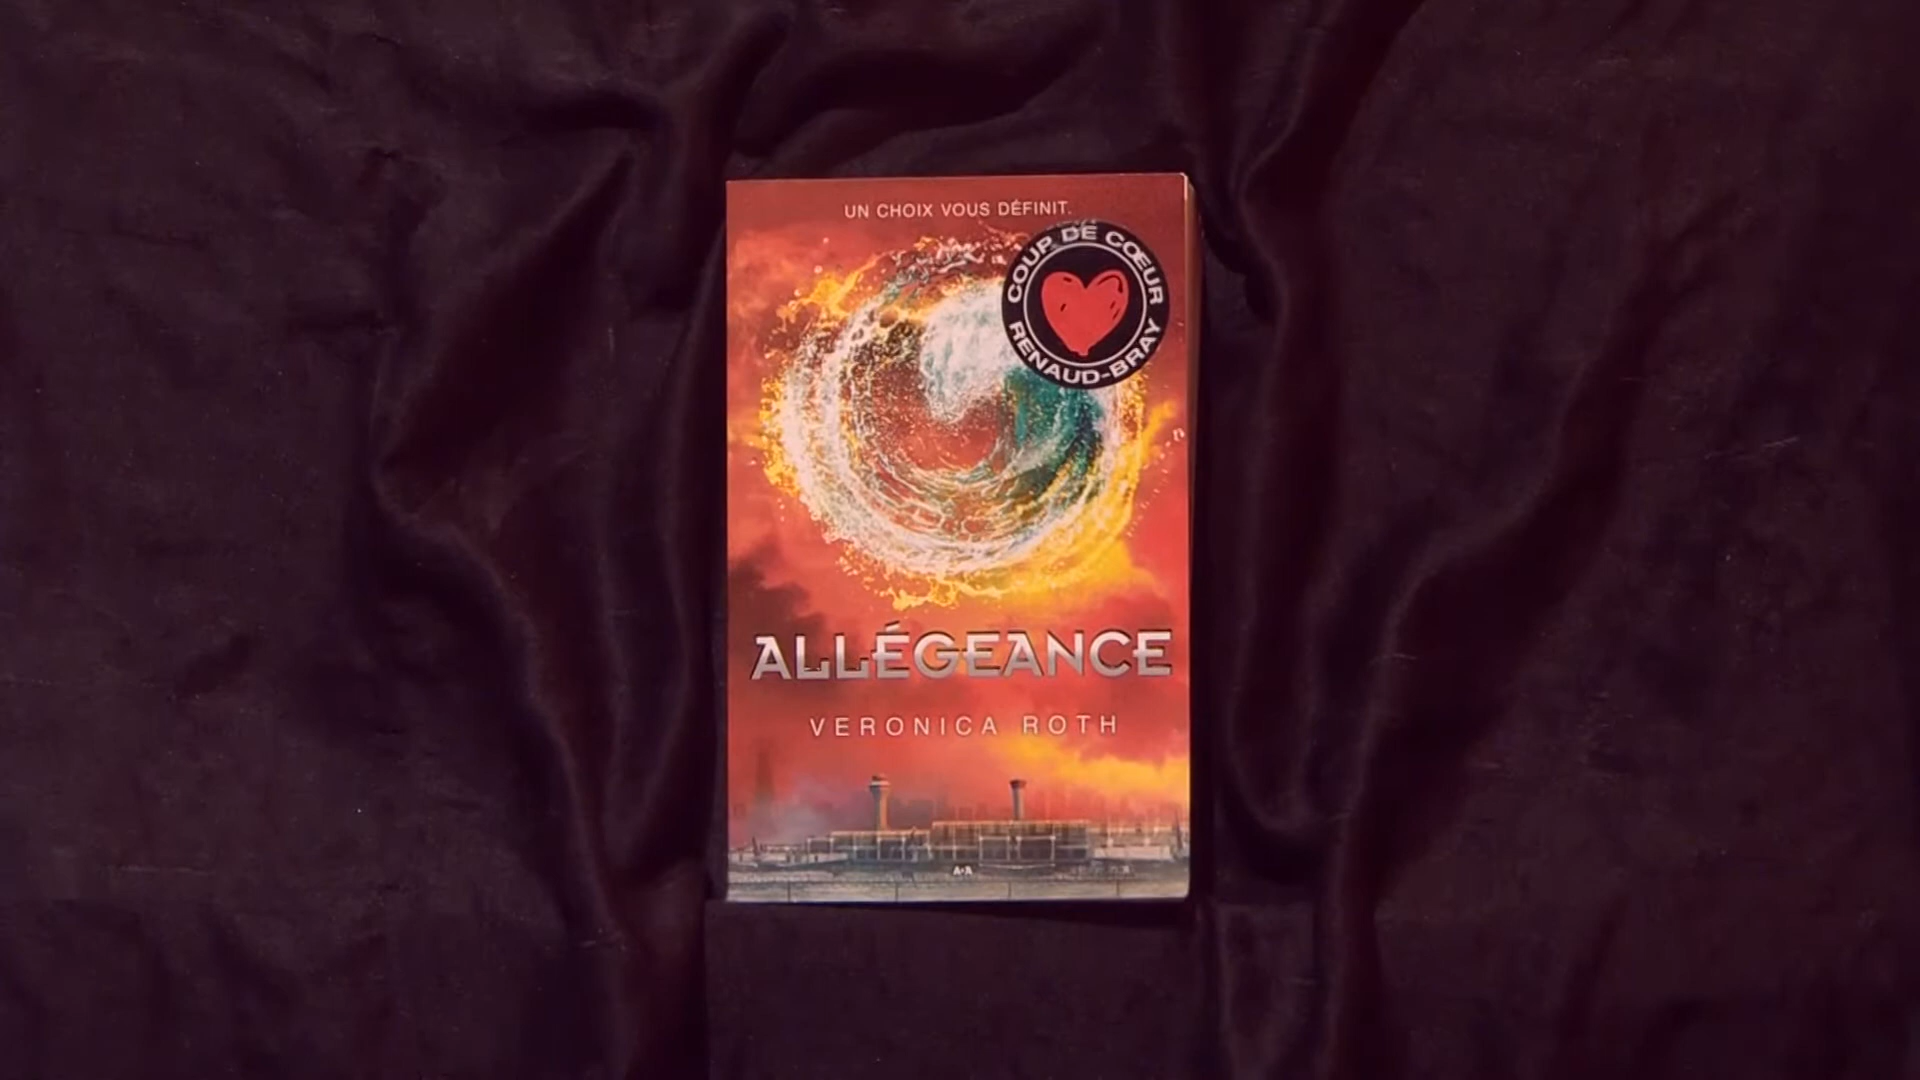 UN CHOIX VOUS DÉFINIT.
COUP DE CŒUR
RENAUD-BRAY
ALLÉGEANCE
VERONICA ROTH